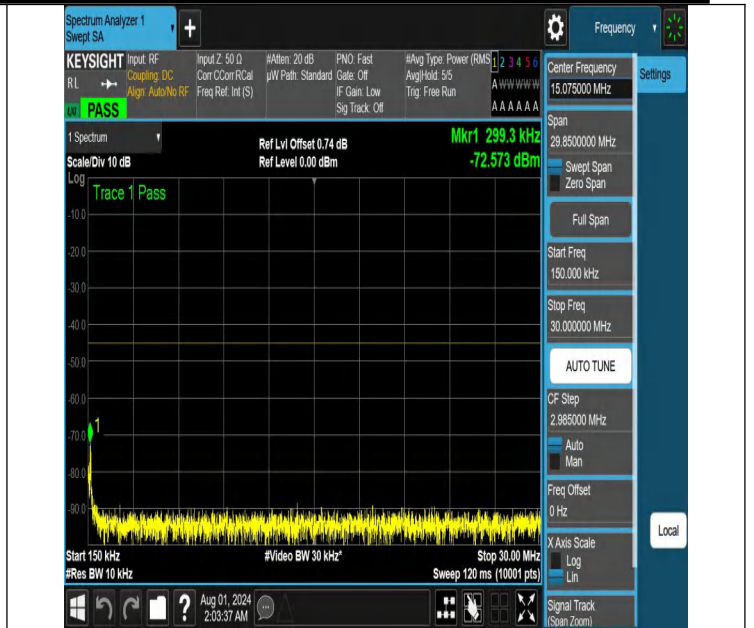 Spectrum Analyzer 1
Swept SA
+
Frequency
KEYSIGHT
RL
PASS
Input: RF
Coupling: DC
Align: Auto/No RF
Input Z: 50 Ω
Corr CCorr RCal
Freq Ref: Int (S)
#Atten: 20 dB
µW Path: Standard
PNO: Fast
Gate: Off
IF Gain: Low
Sig Track: Off
#Avg Type: Power (RMS
Avg|Hold: 5/5
Trig: Free Run
1 2 3 4 5 6
A W W W W W
A A A A A A
1 Spectrum
Scale/Div 10 dB
Ref Lvl Offset 0.74 dB
Ref Level 0.00 dBm
Mkr1 299.3 kHz
-72.573 dBm
Log
Trace 1 Pass
-10.0
-20.0
-30.0
-40.0
-50.0
-60.0
-70.0
-80.0
-90.0
1
Start 150 kHz
#Res BW 10 kHz
#Video BW 30 kHz*
Stop 30.00 MHz
Sweep 120 ms (10001 pts)
Center Frequency
15.075000 MHz
Span
29.8500000 MHz
Swept Span
Zero Span
Full Span
Start Freq
150.000 kHz
Stop Freq
30.000000 MHz
AUTO TUNE
CF Step
2.985000 MHz
Auto
Man
Freq Offset
0 Hz
X Axis Scale
Log
Lin
Signal Track
(Span Zoom)
Settings
Local
?
Aug 01, 2024
2:03:37 AM